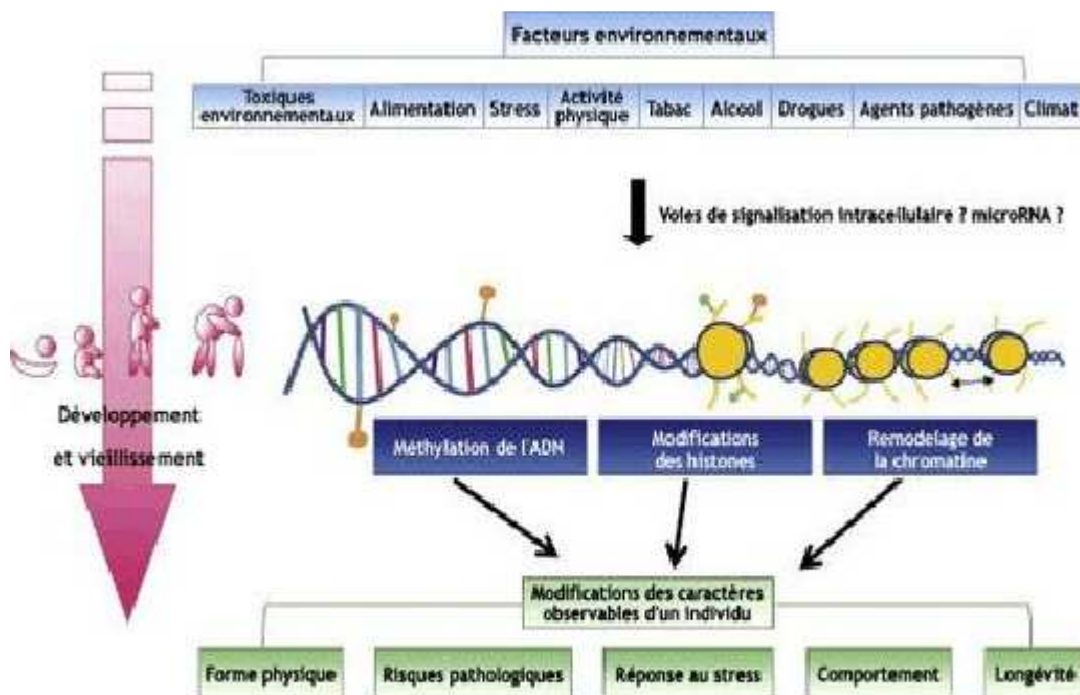 Facteurs environnementaux
Toxiques
environnementaux
Alimentation
Stress
Activité
physique
Tabac
Alcool
Drogues
Agents pathogènes
Climat
Voies de signalisation intracellulaire ? microRNA ?
Développement
et vieillissement
Méthylation de l'ADN
Modifications
des histones
Remodelage de
la chromatine
Modifications des caractères
observables d'un individu
Forme physique
Risques pathologiques
Réponse au stress
Comportement
Longévité